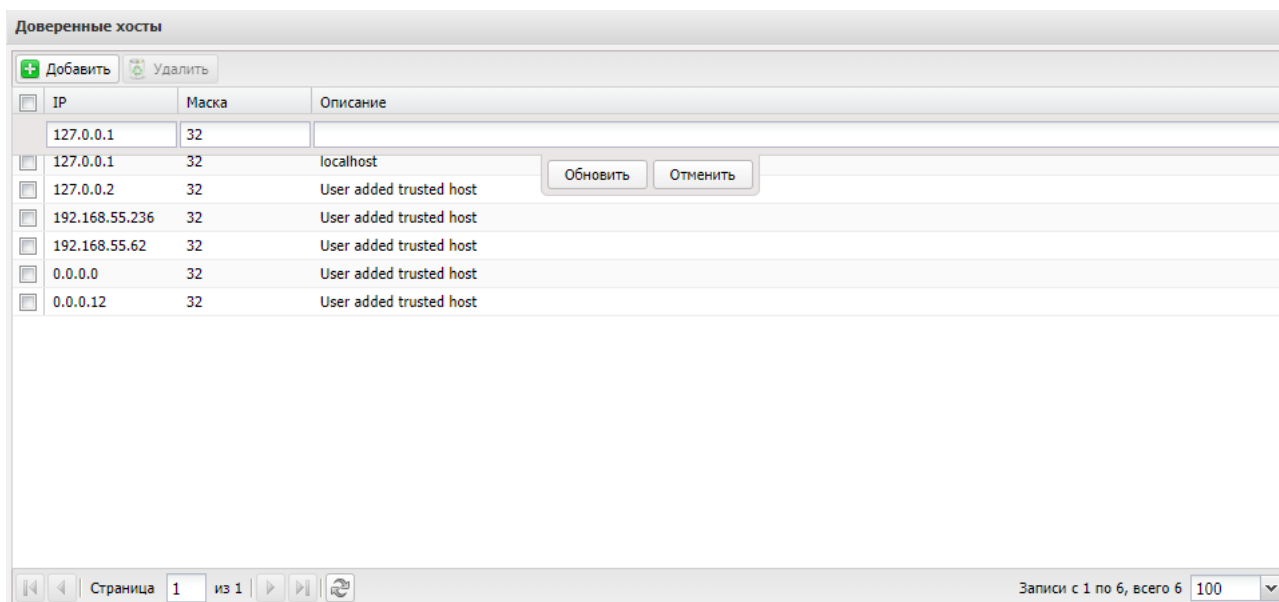 Доверенные хосты
Добавить Удалить
IP Маска Описание
127.0.0.1 32
127.0.0.1 32 localhost
Обновить Отменить
127.0.0.2 32 User added trusted host
192.168.55.236 32 User added trusted host
192.168.55.62 32 User added trusted host
0.0.0.0 32 User added trusted host
0.0.0.12 32 User added trusted host
Страница 1 из 1 Записи с 1 по 6, всего 6 100